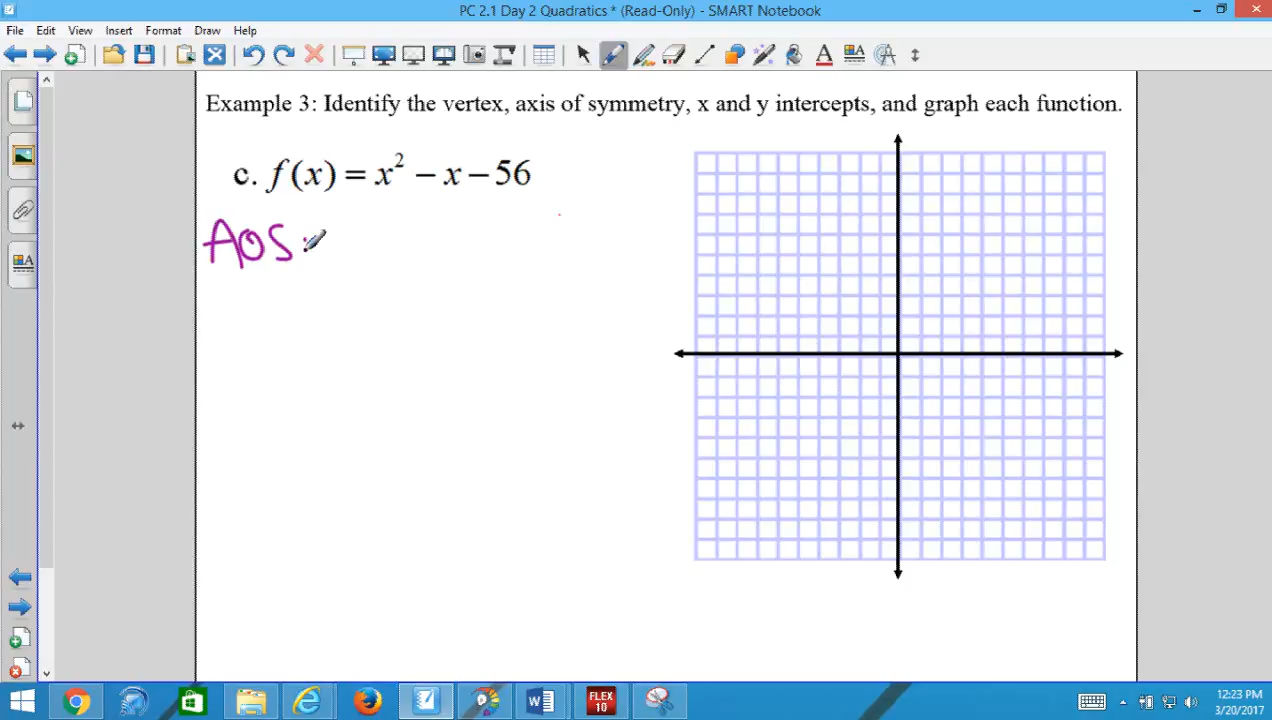 PC 2.1 Day 2 Quadratics * (Read-Only) - SMART Notebook
File Edit View Insert Format Draw Help
Example 3: Identify the vertex, axis of symmetry, x and y intercepts, and graph each function.
c. f(x) = x² − x − 56
AOS :
FLEX
10
12:23 PM
3/20/2017